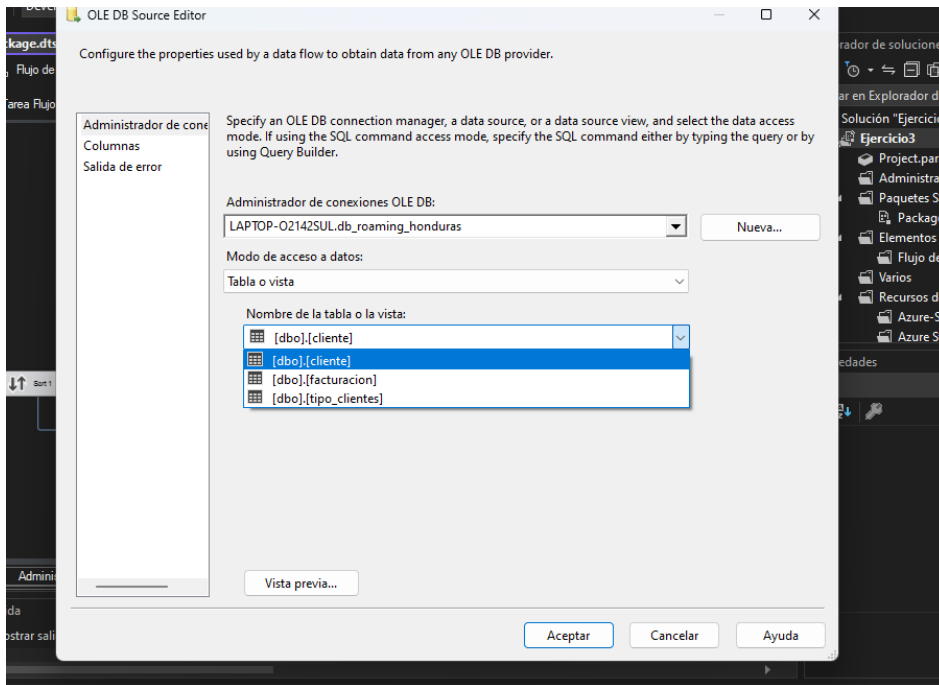 OLE DB Source Editor
Configure the properties used by a data flow to obtain data from any OLE DB provider.
Administrador de cone
Columnas
Salida de error
Specify an OLE DB connection manager, a data source, or a data source view, and select the data access
mode. If using the SQL command access mode, specify the SQL command either by typing the query or by
using Query Builder.
Administrador de conexiones OLE DB:
LAPTOP-O2142SUL.db_roaming_honduras
Nueva...
Modo de acceso a datos:
Tabla o vista
Nombre de la tabla o la vista:
[dbo].[cliente]
[dbo].[cliente]
[dbo].[facturacion]
[dbo].[tipo_clientes]
Vista previa...
Aceptar
Cancelar
Ayuda
ckage.dts
Flujo de
area Flujo
Sort 1
Adminis
da
ostrar sali
rador de solucione
ar en Explorador d
Solución "Ejercicio
Ejercicio3
Project.par
Administra
Paquetes S
Packag
Elementos
Flujo de
Varios
Recursos d
Azure-S
Azure S
edades